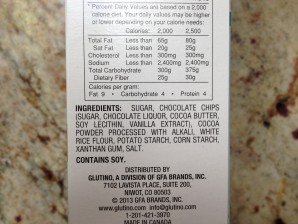 * Percent Daily Values are based on a 2,000
calorie diet. Your daily values may be higher
or lower depending on your calorie needs:
Calories: 2,000 2,500
Total Fat Less than 65g 80g
Sat Fat Less than 20g 25g
Cholesterol Less than 300mg 300mg
Sodium Less than 2,400mg 2,400mg
Total Carbohydrate 300g 375g
Dietary Fiber 25g 30g
Calories per gram:
Fat 9 • Carbohydrate 4 • Protein 4
INGREDIENTS: SUGAR, CHOCOLATE CHIPS
(SUGAR, CHOCOLATE LIQUOR, COCOA BUTTER,
SOY LECITHIN, VANILLA EXTRACT), COCOA
POWDER PROCESSED WITH ALKALI, WHITE
RICE FLOUR, POTATO STARCH, CORN STARCH,
XANTHAN GUM, SALT.
CONTAINS SOY.
DISTRIBUTED BY
GLUTINO, A DIVISION OF GFA BRANDS, INC.
7102 LAVISTA PLACE, SUITE 200,
NIWOT, CO 80503
© 2013 GFA BRANDS, INC.
www.glutino.com info@glutino.com
1-201-421-3970
MADE IN CANADA